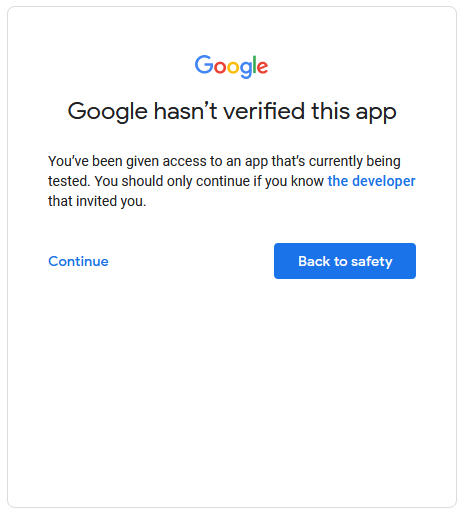 Google
Google hasn’t verified this app
You’ve been given access to an app that’s currently being
tested. You should only continue if you know the developer
that invited you.
Continue
Back to safety